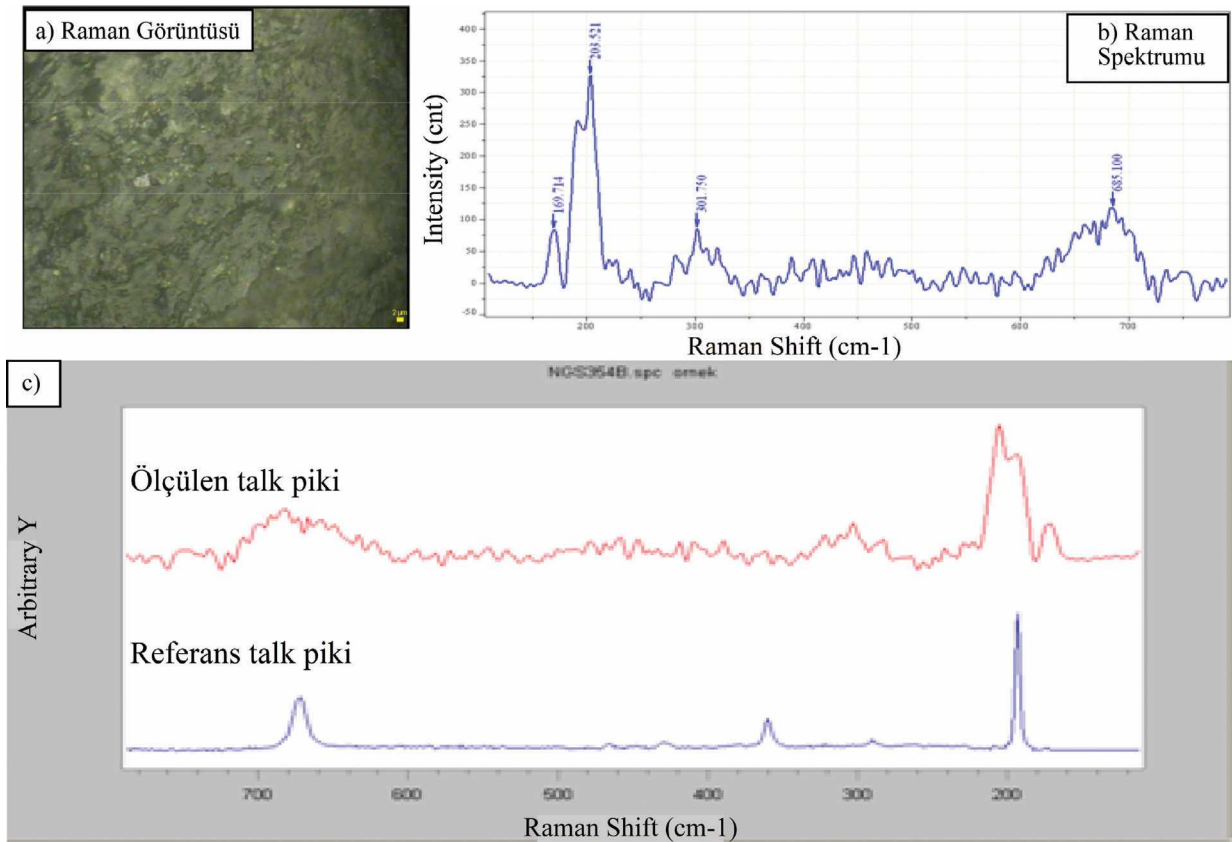 a) Raman Görüntüsü
2 µm
b) Raman
Spektrumu
Intensity (cnt)
400
350
300
250
200
150
100
50
0
-50
169.714
203.521
301.750
685.100
200
300
400
500
600
700
Raman Shift (cm-1)
c)
NGS354B.spc ornek
Ölçülen talk piki
Referans talk piki
Arbitrary Y
700
600
500
400
300
200
Raman Shift (cm-1)